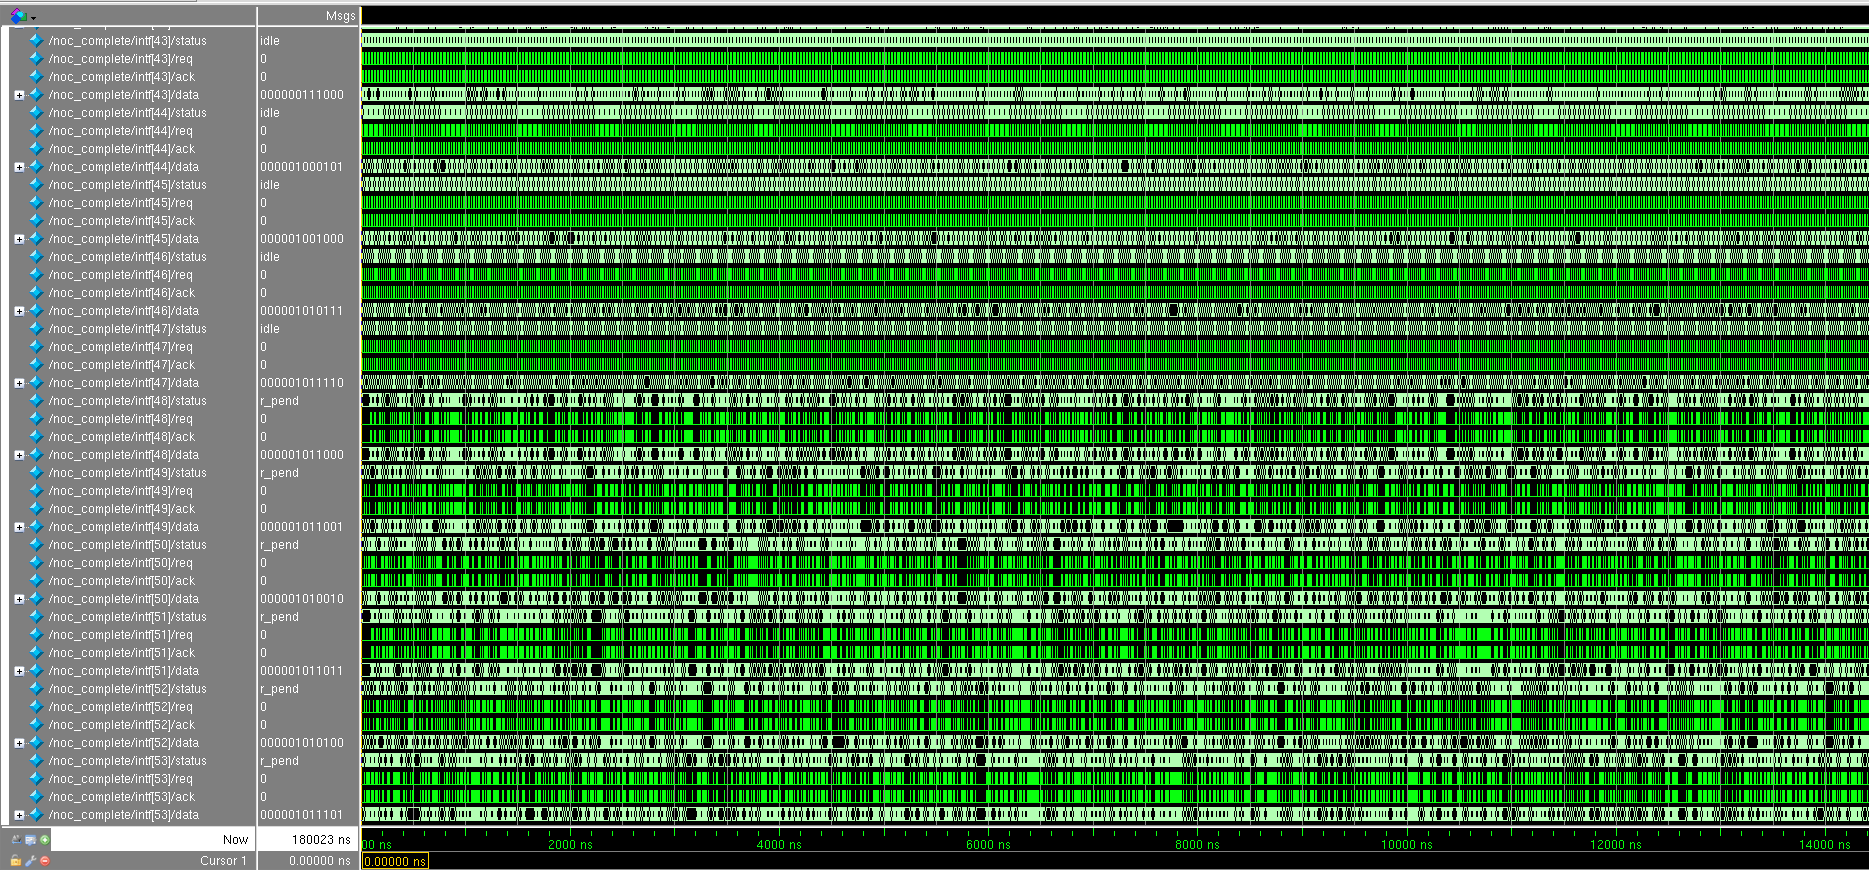 Msgs
/noc_complete/intf[43]/status idle
/noc_complete/intf[43]/req 0
/noc_complete/intf[43]/ack 0
/noc_complete/intf[43]/data 000000111000
/noc_complete/intf[44]/status idle
/noc_complete/intf[44]/req 0
/noc_complete/intf[44]/ack 0
/noc_complete/intf[44]/data 000001000101
/noc_complete/intf[45]/status idle
/noc_complete/intf[45]/req 0
/noc_complete/intf[45]/ack 0
/noc_complete/intf[45]/data 000001001000
/noc_complete/intf[46]/status idle
/noc_complete/intf[46]/req 0
/noc_complete/intf[46]/ack 0
/noc_complete/intf[46]/data 000001010111
/noc_complete/intf[47]/status idle
/noc_complete/intf[47]/req 0
/noc_complete/intf[47]/ack 0
/noc_complete/intf[47]/data 000001011110
/noc_complete/intf[48]/status r_pend
/noc_complete/intf[48]/req 0
/noc_complete/intf[48]/ack 0
/noc_complete/intf[48]/data 000001011000
/noc_complete/intf[49]/status r_pend
/noc_complete/intf[49]/req 0
/noc_complete/intf[49]/ack 0
/noc_complete/intf[49]/data 000001011001
/noc_complete/intf[50]/status r_pend
/noc_complete/intf[50]/req 0
/noc_complete/intf[50]/ack 0
/noc_complete/intf[50]/data 000001010010
/noc_complete/intf[51]/status r_pend
/noc_complete/intf[51]/req 0
/noc_complete/intf[51]/ack 0
/noc_complete/intf[51]/data 000001011011
/noc_complete/intf[52]/status r_pend
/noc_complete/intf[52]/req 0
/noc_complete/intf[52]/ack 0
/noc_complete/intf[52]/data 000001010100
/noc_complete/intf[53]/status r_pend
/noc_complete/intf[53]/req 0
/noc_complete/intf[53]/ack 0
/noc_complete/intf[53]/data 000001011101
Now 180023 ns 00 ns 2000 ns 4000 ns 6000 ns 8000 ns 10000 ns 12000 ns 14000 ns
Cursor 1 0.00000 ns 0.00000 ns